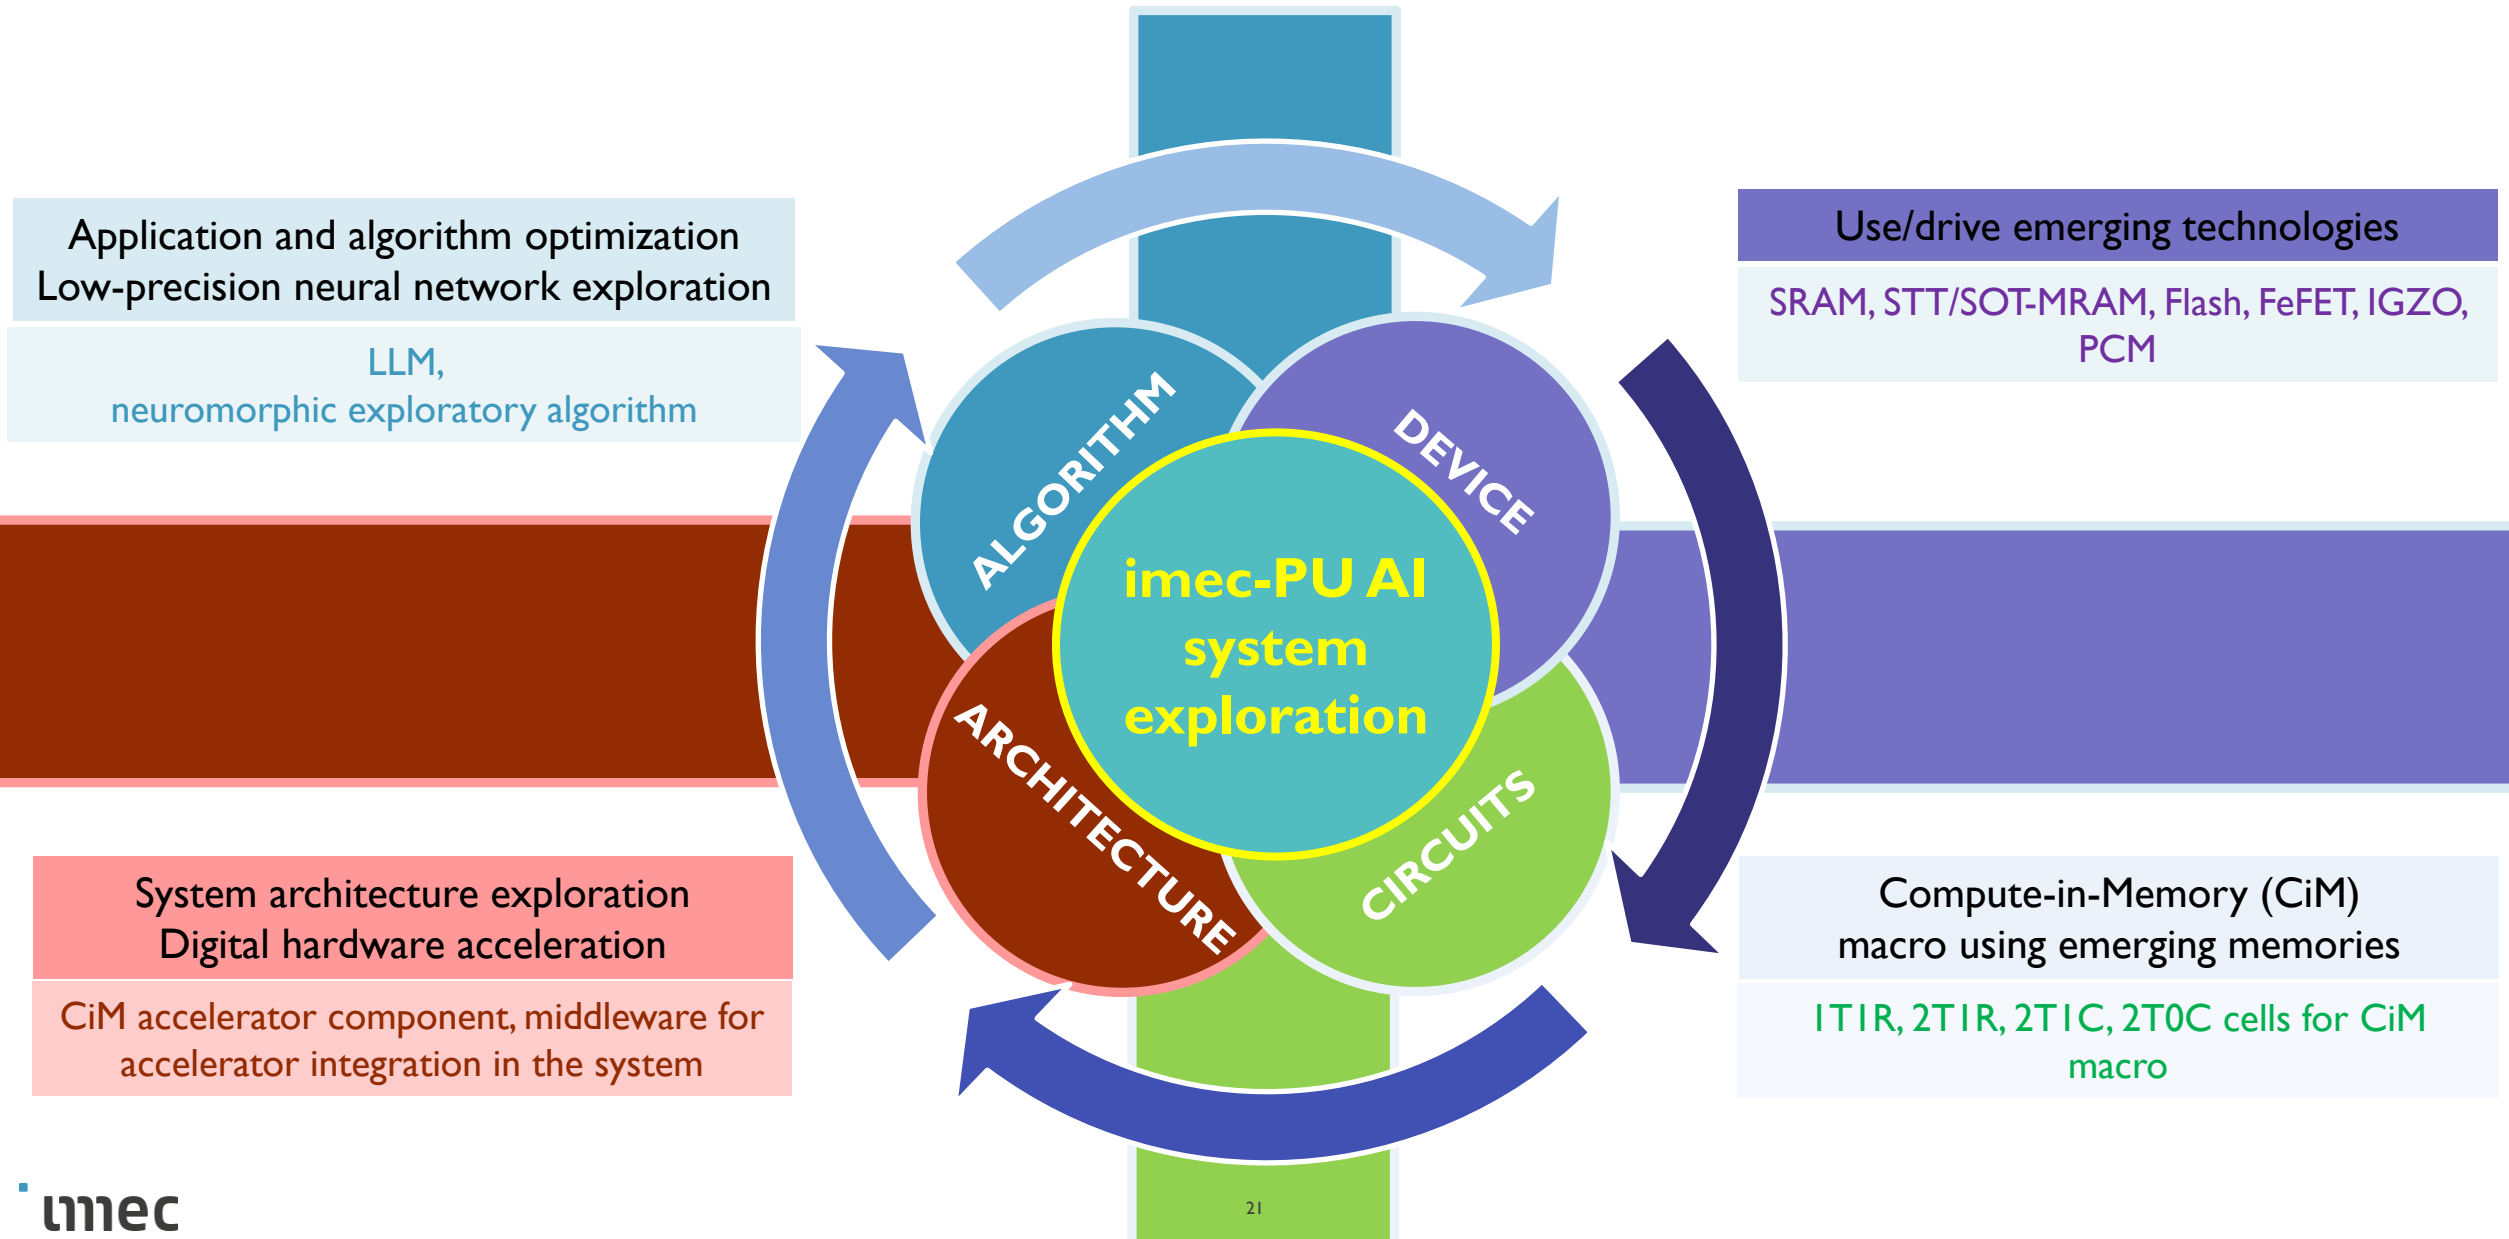 Application and algorithm optimization
Low-precision neural network exploration
LLM,
neuromorphic exploratory algorithm
Use/drive emerging technologies
SRAM, STT/SOT-MRAM, Flash, FeFET, IGZO,
PCM
ALGORITHM
DEVICE
imec-PU AI
system
exploration
ARCHITECTURE
CIRCUITS
System architecture exploration
Digital hardware acceleration
CiM accelerator component, middleware for
accelerator integration in the system
Compute-in-Memory (CiM)
macro using emerging memories
1T1R, 2T1R, 2T1C, 2T0C cells for CiM
macro
imec
21